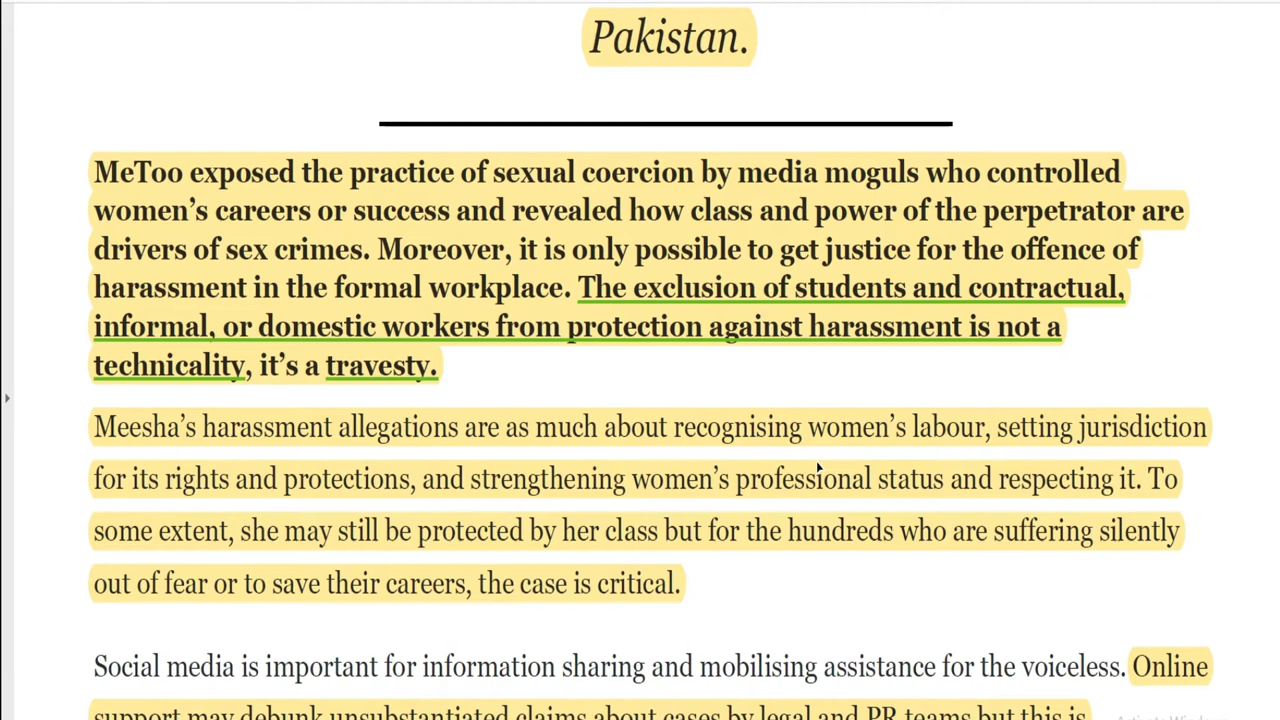 Pakistan.
MeToo exposed the practice of sexual coercion by media moguls who controlled
women’s careers or success and revealed how class and power of the perpetrator are
drivers of sex crimes. Moreover, it is only possible to get justice for the offence of
harassment in the formal workplace. The exclusion of students and contractual,
informal, or domestic workers from protection against harassment is not a
technicality, it’s a travesty.
Meesha’s harassment allegations are as much about recognising women’s labour, setting jurisdiction
for its rights and protections, and strengthening women’s professional status and respecting it. To
some extent, she may still be protected by her class but for the hundreds who are suffering silently
out of fear or to save their careers, the case is critical.
Social media is important for information sharing and mobilising assistance for the voiceless. Online
support may debunk unsubstantiated claims about cases by legal and PR teams but this is
Activate Windows